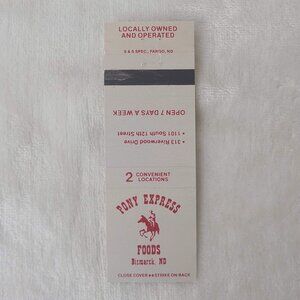 LOCALLY OWNED
AND OPERATED
S & S SPEC., FARGO, ND
OPEN 7 DAYS A WEEK
• 1101 South 12th Street
• 313 Riverwood Drive
2 CONVENIENT
LOCATIONS
PONY EXPRESS
FOODS
Bismarck, ND
CLOSE COVER ★★ STRIKE ON BACK